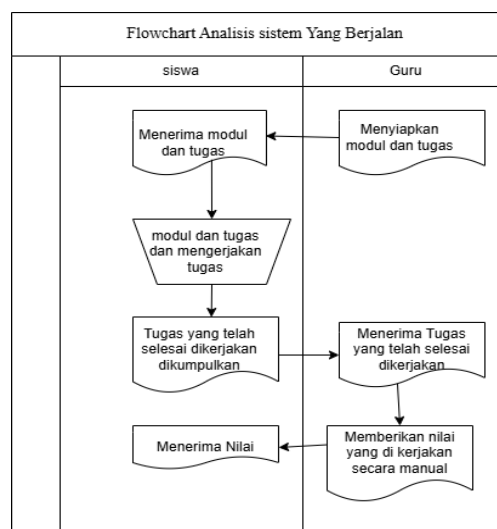 Flowchart Analisis sistem Yang Berjalan
siswa
Guru
Menerima modul
dan tugas
Menyiapkan
modul dan tugas
modul dan tugas
dan mengerjakan
tugas
Tugas yang telah
selesai dikerjakan
dikumpulkan
Menerima Tugas
yang telah selesai
dikerjakan
Menerima Nilai
Memberikan nilai
yang di kerjakan
secara manual